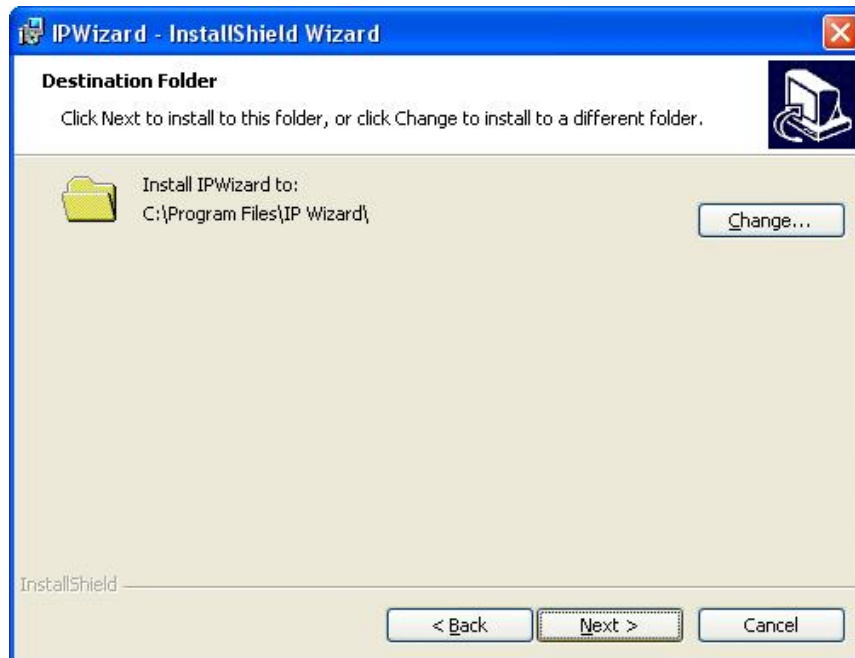 IPWizard - InstallShield Wizard
Destination Folder
Click Next to install to this folder, or click Change to install to a different folder.
Install IPWizard to:
C:\Program Files\IP Wizard\
Change...
InstallShield
< Back
Next >
Cancel